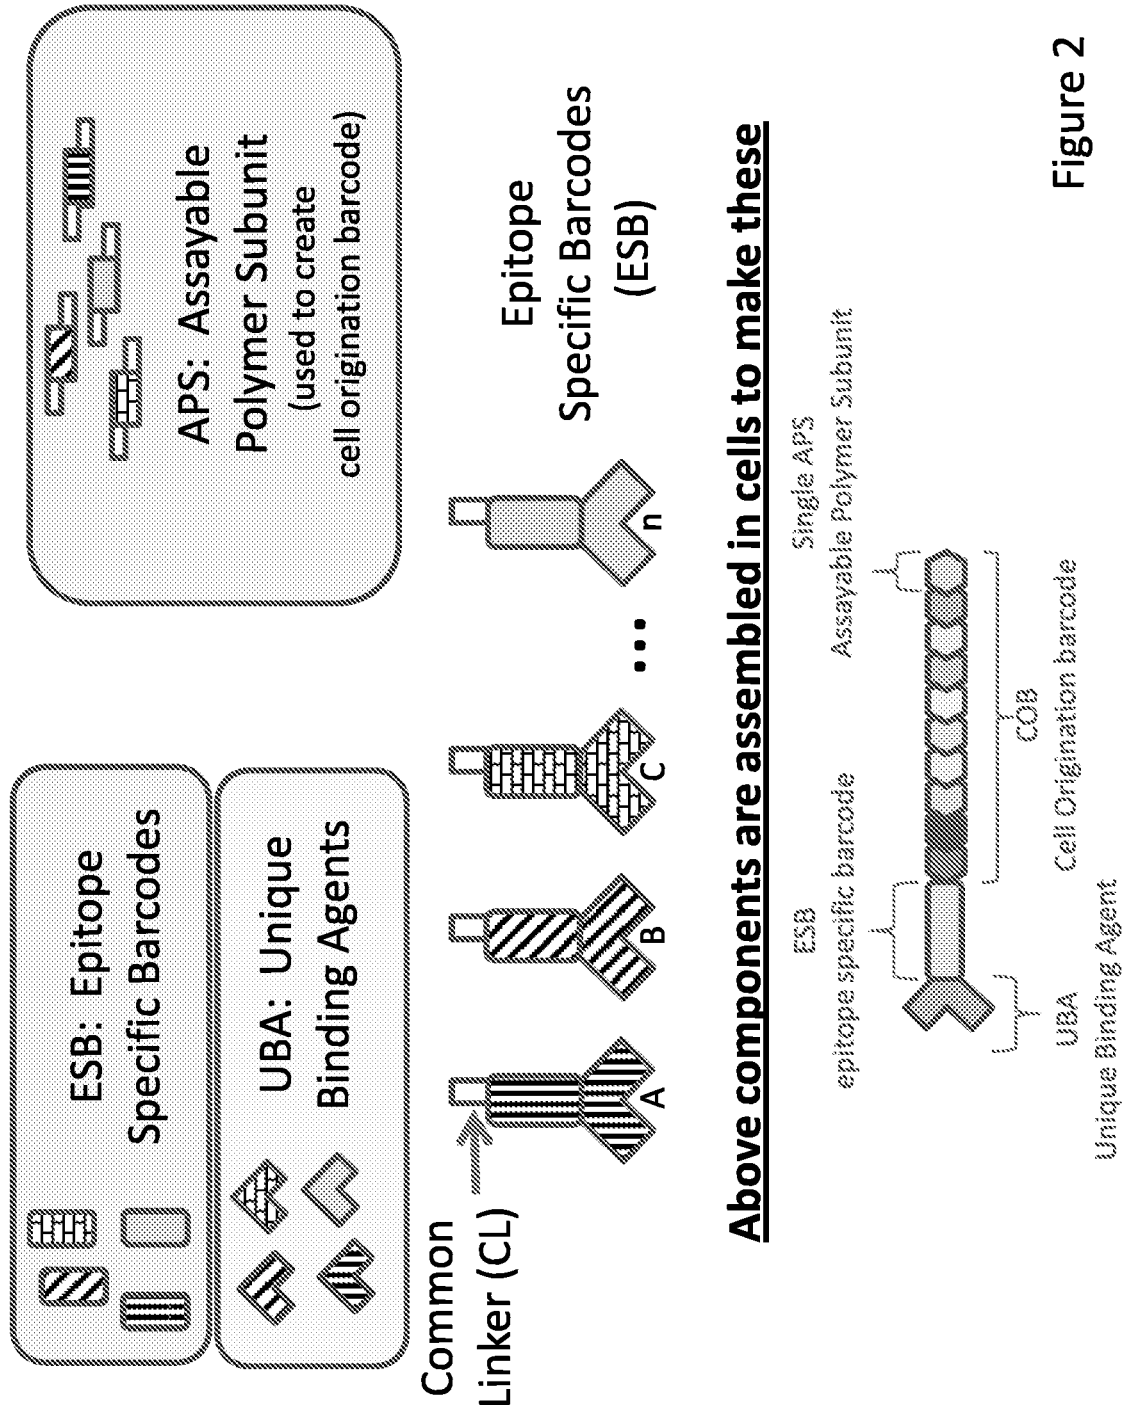 ESB: Epitope
Specific Barcodes
UBA: Unique
Binding Agents
APS: Assayable
Polymer Subunit
(used to create
cell origination barcode)
Common
Linker (CL)
A
B
C
...
n
Epitope
Specific Barcodes
(ESB)
Above components are assembled in cells to make these
ESB
epitope specific barcode
Single APS
Assayable Polymer Subunit
UBA
Unique Binding Agent
COB
Cell Origination barcode
Figure 2